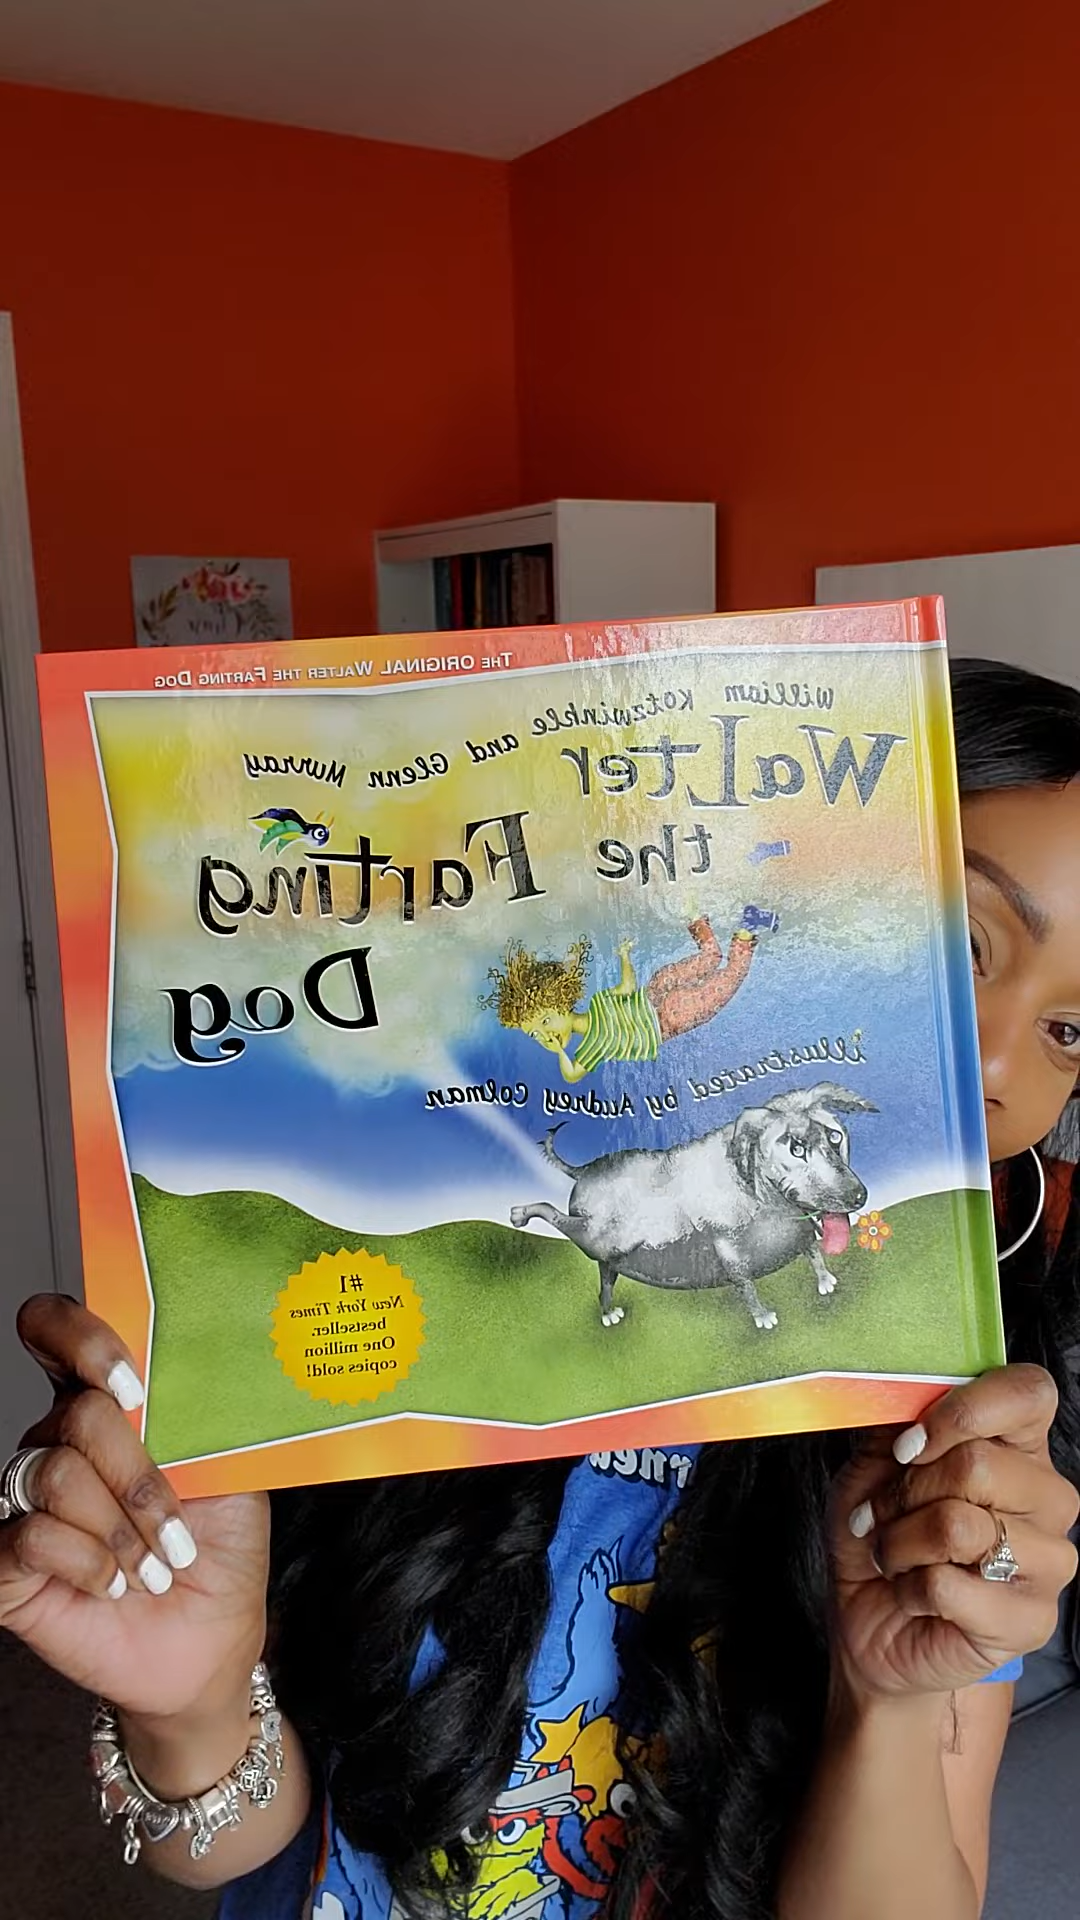 THE ORIGINAL WALTER THE FARTING DOG
William Kotzwinkle and Glenn Murray
Walter
the Farting
Dog
illustrated by Audrey Colman
#1
New York Times
bestseller.
One million
copies sold!